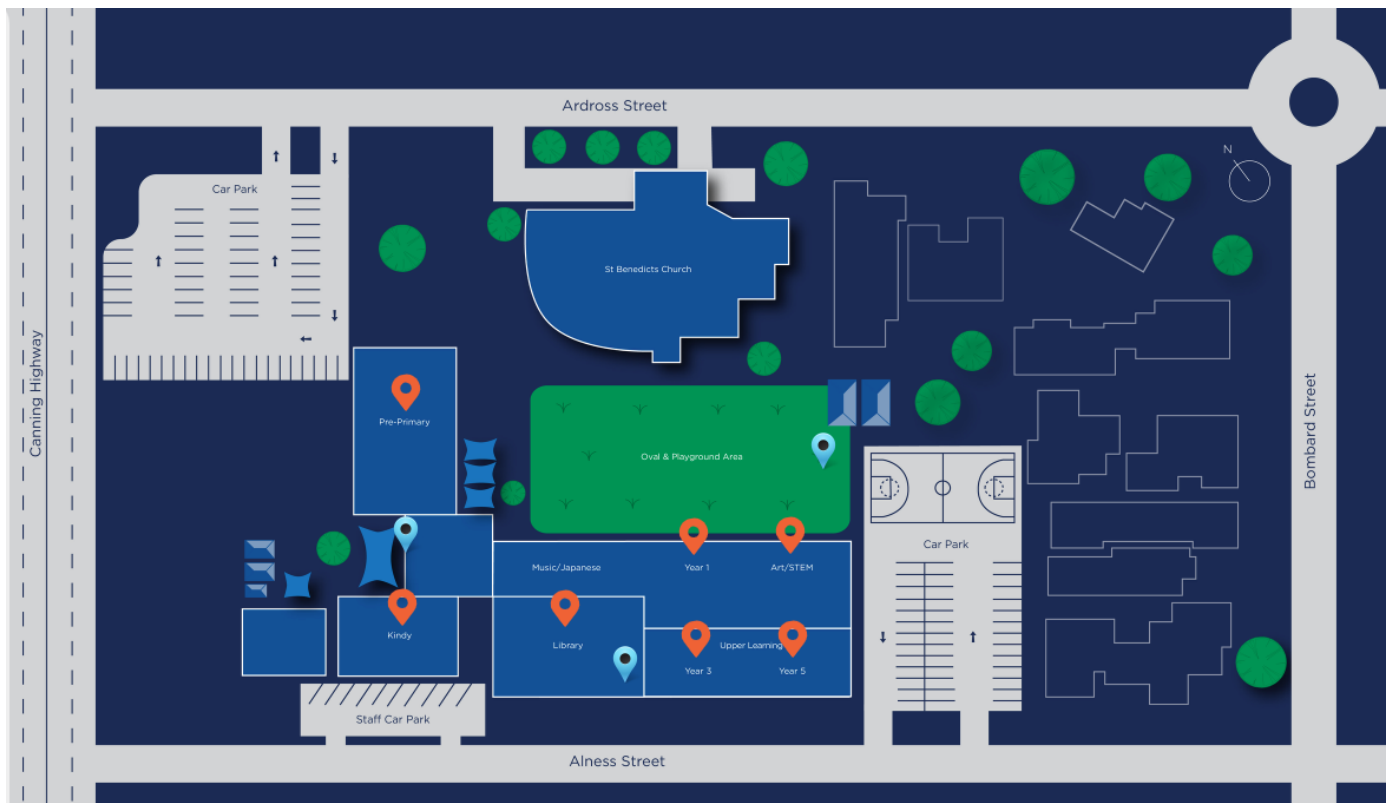 Ardross Street
N
Car Park
St Benedicts Church
Canning Highway
Bombard Street
Pre-Primary
Oval & Playground Area
Car Park
Music/Japanese
Year 1
Art/STEM
Kindy
Library
Upper Learning
Year 3
Year 5
Staff Car Park
Alness Street